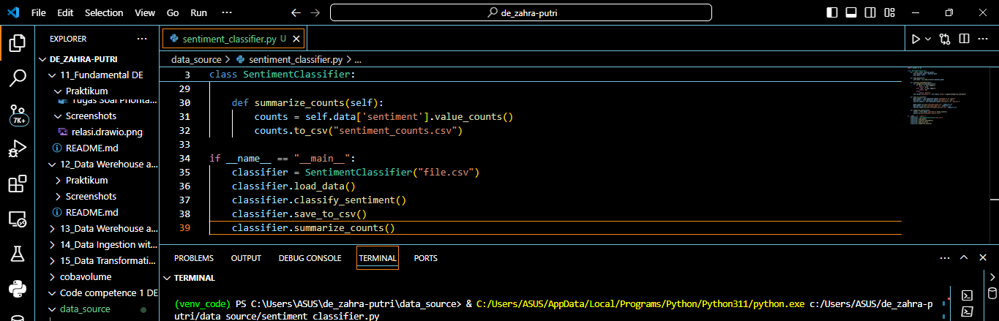 File Edit Selection View Go Run ···
de_zahra-putri
EXPLORER ···
DE_ZAHRA-PUTRI
11_Fundamental DE
Praktikum
Screenshots
relasi.drawio.png
README.md
12_Data Werehouse a...
Praktikum
Screenshots
README.md
13_Data Werehouse a...
14_Data Ingestion wit...
15_Data Transformati...
cobavolume
Code competence 1 DE
data_source
7K+
sentiment_classifier.py U
data_source > sentiment_classifier.py > ...
3 class SentimentClassifier:
29
30 def summarize_counts(self):
31 counts = self.data['sentiment'].value_counts()
32 counts.to_csv("sentiment_counts.csv")
33
34 if __name__ == "__main__":
35 classifier = SentimentClassifier("file.csv")
36 classifier.load_data()
37 classifier.classify_sentiment()
38 classifier.save_to_csv()
39 classifier.summarize_counts()
PROBLEMS OUTPUT DEBUG CONSOLE TERMINAL PORTS
TERMINAL
(venv_code) PS C:\Users\ASUS\de_zahra-putri\data_source> & C:/Users/ASUS/AppData/Local/Programs/Python/Python311/python.exe c:/Users/ASUS/de_zahra-p
utri/data_source/sentiment_classifier.py